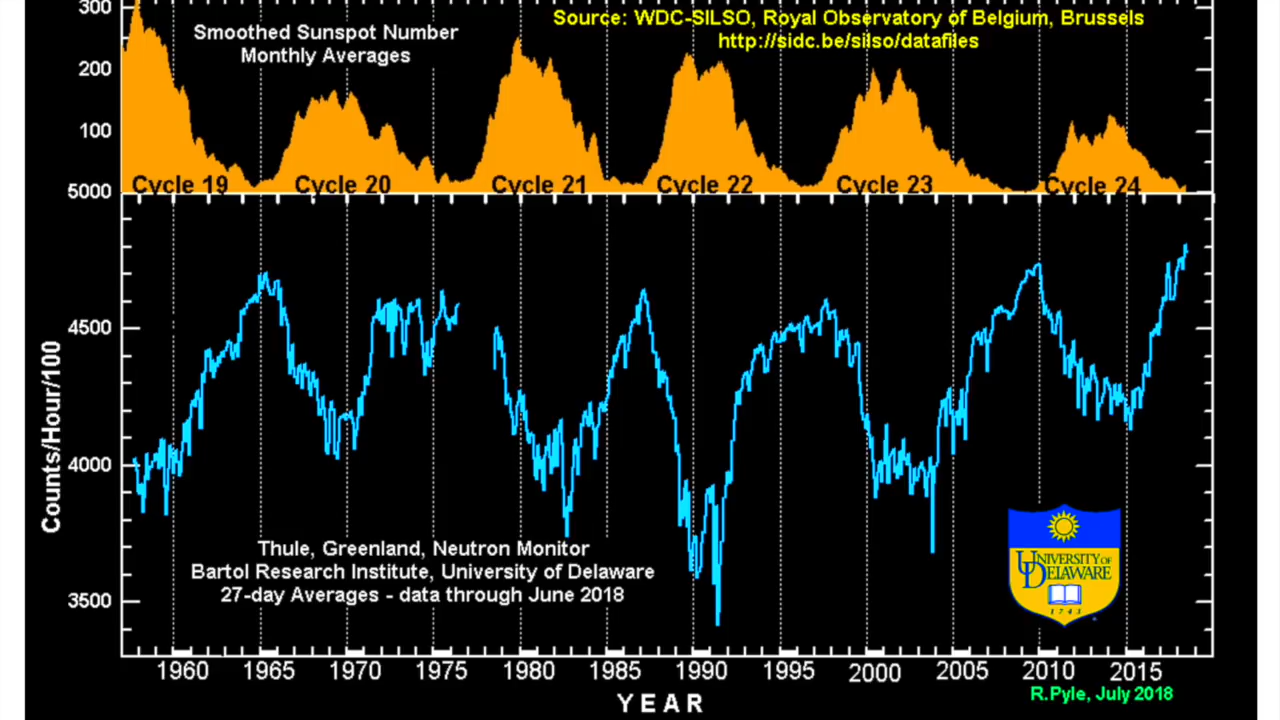 300
Smoothed Sunspot Number
Monthly Averages
Source: WDC-SILSO, Royal Observatory of Belgium, Brussels
http://sidc.be/silso/datafiles
200
100
Cycle 19 Cycle 20 Cycle 21 Cycle 22 Cycle 23 Cycle 24
5000
4500
4000
3500
Counts/Hour/100
Thule, Greenland, Neutron Monitor
Bartol Research Institute, University of Delaware
27-day Averages - data through June 2018
UNIVERSITY OF
DELAWARE
1743
1960 1965 1970 1975 1980 1985 1990 1995 2000 2005 2010 2015
YEAR
R.Pyle, July 2018